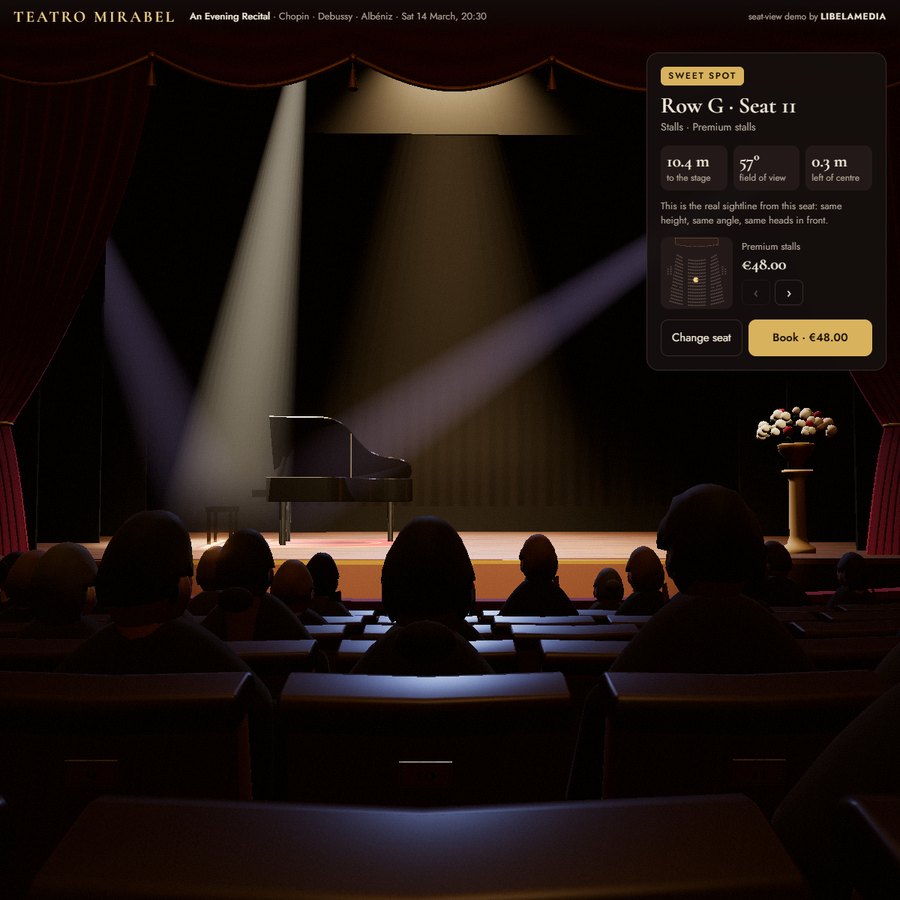 TEATRO MIRABEL An Evening Recital · Chopin · Debussy · Albéniz · Sat 14 March, 20:30
seat-view demo by LIBELAMEDIA
SWEET SPOT
Row G · Seat 11
Stalls · Premium stalls
10.4 m
to the stage
57°
field of view
0.3 m
left of centre
This is the real sightline from this seat: same
height, same angle, same heads in front.
Premium stalls
€48.00
‹ ›
Change seat
Book · €48.00